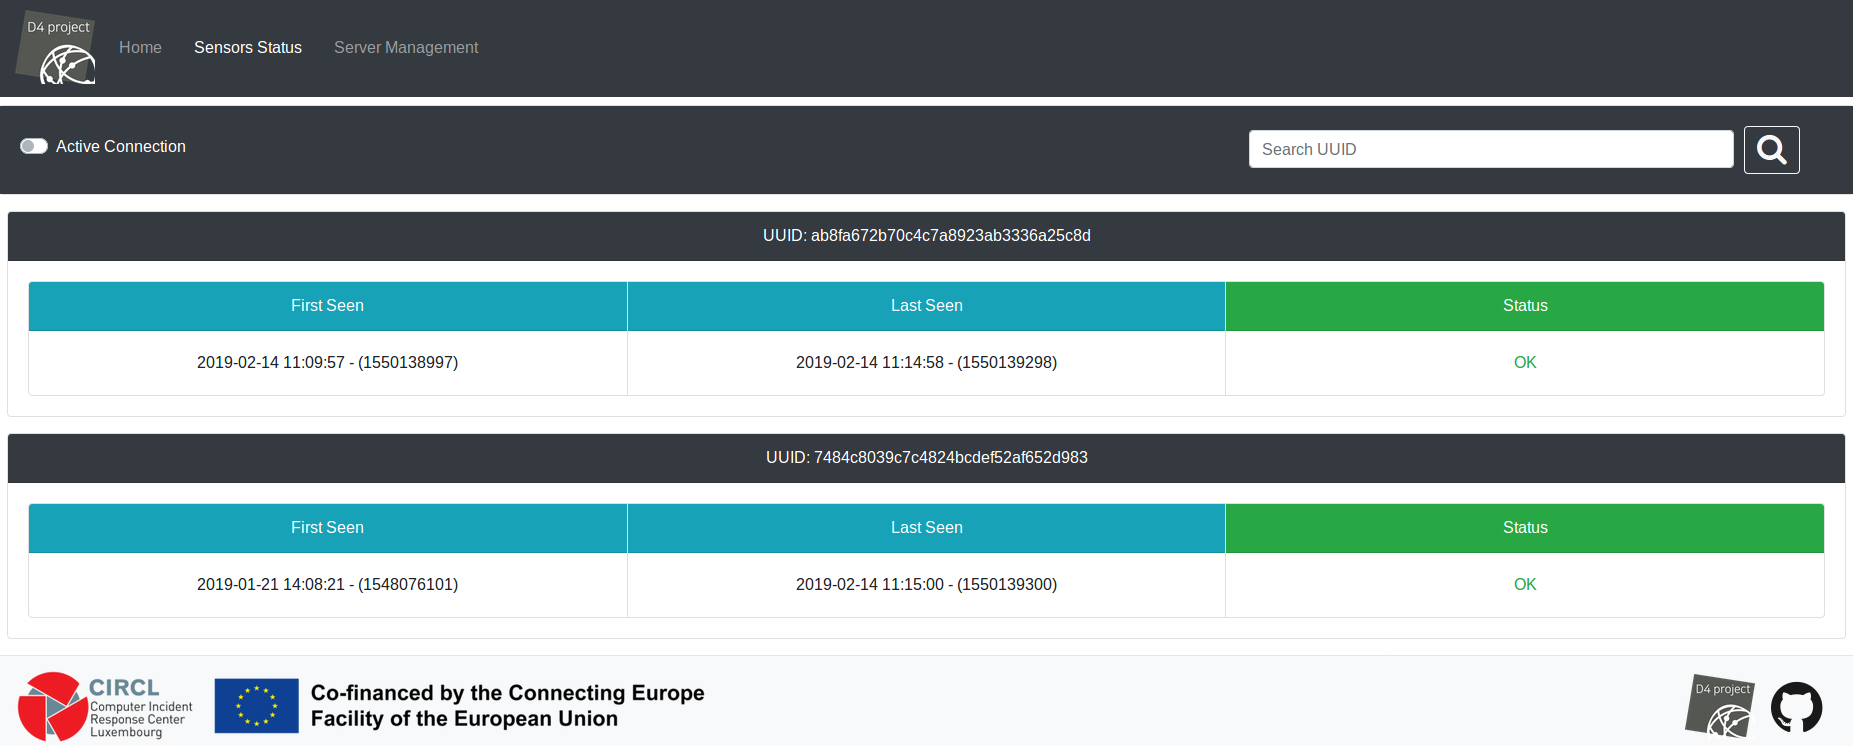 D4 project
Home Sensors Status Server Management
Active Connection
Search UUID
UUID: ab8fa672b70c4c7a8923ab3336a25c8d
First Seen Last Seen Status
2019-02-14 11:09:57 - (1550138997) 2019-02-14 11:14:58 - (1550139298) OK
UUID: 7484c8039c7c4824bcdef52af652d983
First Seen Last Seen Status
2019-01-21 14:08:21 - (1548076101) 2019-02-14 11:15:00 - (1550139300) OK
CIRCL
Computer Incident
Response Center
Luxembourg
Co-financed by the Connecting Europe
Facility of the European Union
D4 project